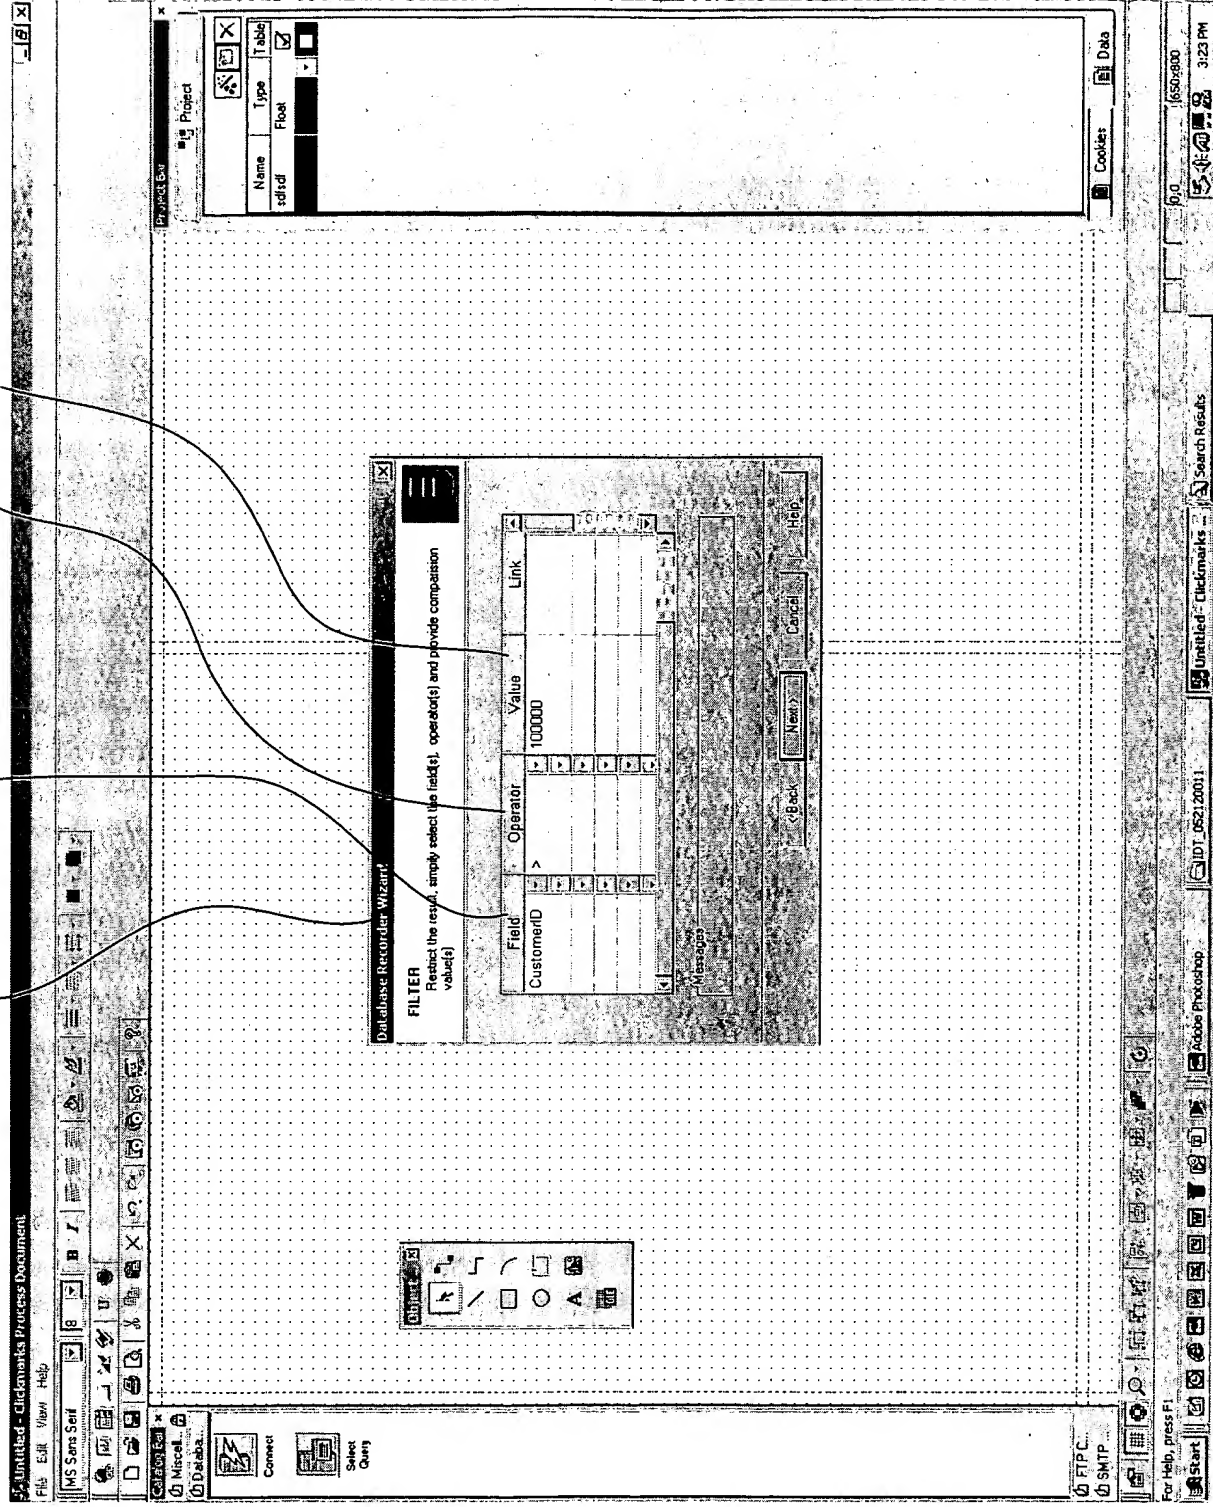 Untitled - Clickmarks Process Document
File Edit View Help
MS Sans Serif 8 B I
U
Catalog Bar
Miscell...
Databa...
Connect
Select
Query
FTP C...
SMTP ...
Database Recorder Wizard
FILTER
Restrict the result, simply select the field(s), operator(s) and provide comparision
value(s)
Field Operator Value Link
CustomerID > 100000
Messages
<Back Next> Cancel Help
Project Bar
Project
Name Type Table
sdfsdf Float
Cookies Data
For Help, press F1 0,0 650x800
Start Adobe Photoshop IDT_052120011 Untitled - Clickmarks ... Search Results 3:23 PM